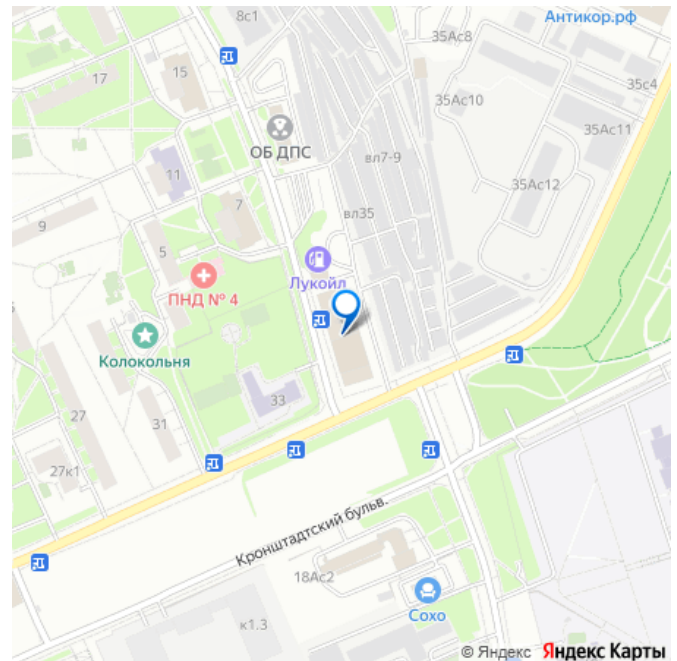 8с1
Антикор.рф
35Ас8
15
17
35с4
35Ас10
ОБ ДПС
35Ас11
вл7-9
11
35Ас12
7
вл35
9
5
Лукойл
ПНД № 4
Колокольня
33
27
31
27к1
Кронштадтский бульв.
18Ас2
Сохо
к1.3
© Яндекс Яндекс Карты